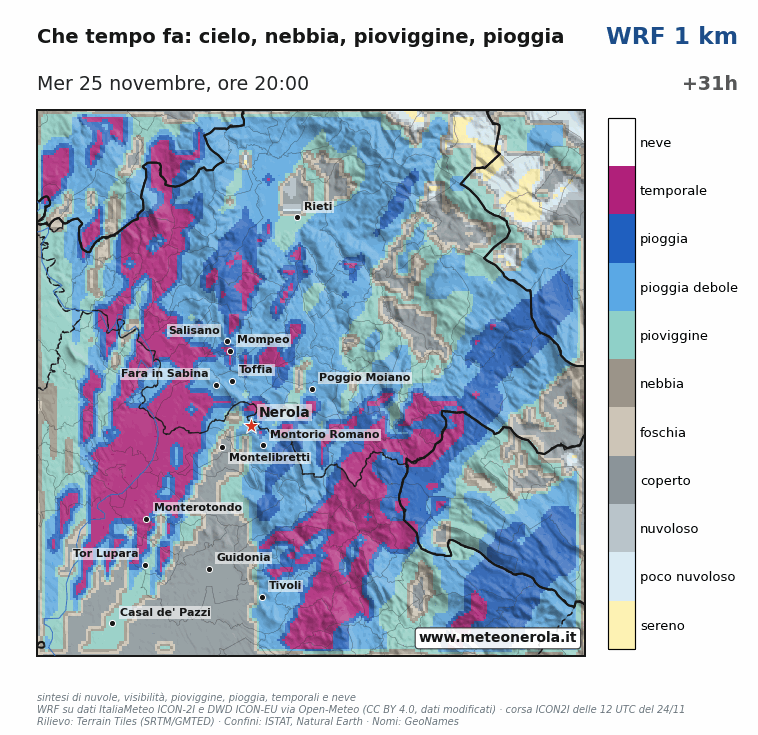 Che tempo fa: cielo, nebbia, pioviggine, pioggia
WRF 1 km
Mer 25 novembre, ore 20:00
+31h
neve
temporale
pioggia
pioggia debole
pioviggine
nebbia
foschia
coperto
nuvoloso
poco nuvoloso
sereno
Rieti
Salisano
Mompeo
Fara in Sabina
Toffia
Poggio Moiano
Nerola
Montorio Romano
Montelibretti
Monterotondo
Tor Lupara
Guidonia
Tivoli
Casal de' Pazzi
www.meteonerola.it
sintesi di nuvole, visibilità, pioviggine, pioggia, temporali e neve
WRF su dati ItaliaMeteo ICON-2I e DWD ICON-EU via Open-Meteo (CC BY 4.0, dati modificati) · corsa ICON2I delle 12 UTC del 24/11
Rilievo: Terrain Tiles (SRTM/GMTED) · Confini: ISTAT, Natural Earth · Nomi: GeoNames